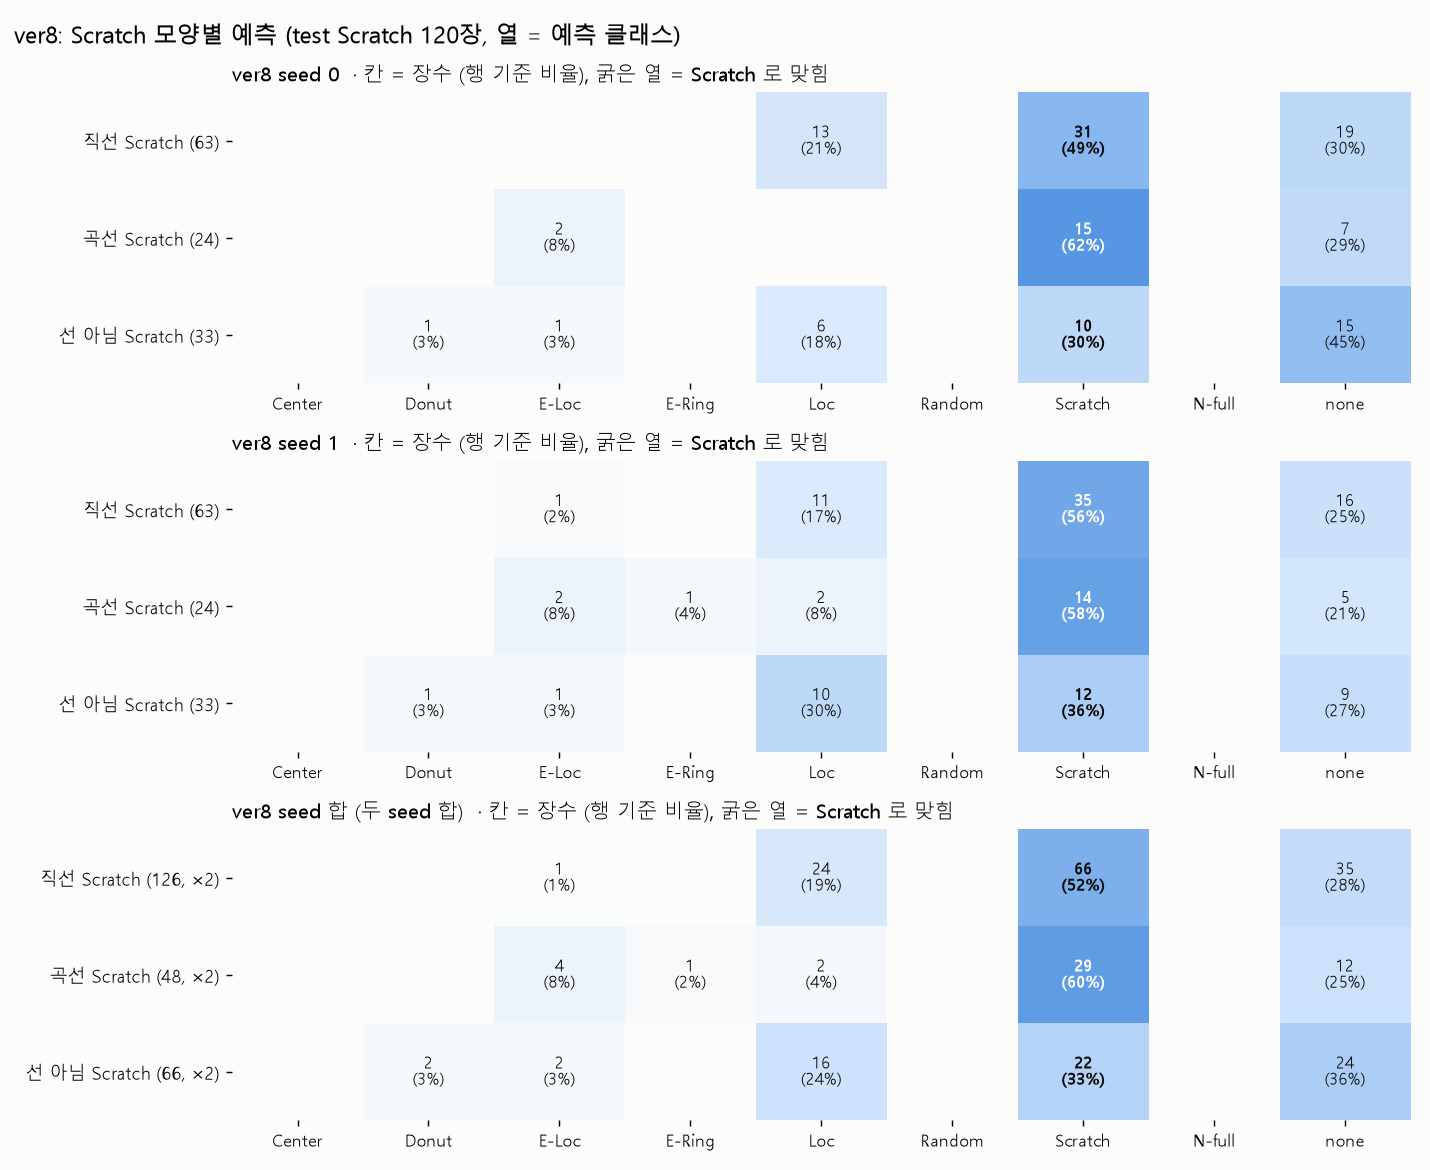 ver8: Scratch 모양별 예측 (test Scratch 120장, 열 = 예측 클래스)
ver8 seed 0 · 칸 = 장수 (행 기준 비율), 굵은 열 = Scratch 로 맞힘
직선 Scratch (63)
13 31 19
(21%) (49%) (30%)
곡선 Scratch (24)
2 15 7
(8%) (62%) (29%)
선 아님 Scratch (33)
1 1 6 10 15
(3%) (3%) (18%) (30%) (45%)
Center Donut E-Loc E-Ring Loc Random Scratch N-full none
ver8 seed 1 · 칸 = 장수 (행 기준 비율), 굵은 열 = Scratch 로 맞힘
직선 Scratch (63)
1 11 35 16
(2%) (17%) (56%) (25%)
곡선 Scratch (24)
2 1 2 14 5
(8%) (4%) (8%) (58%) (21%)
선 아님 Scratch (33)
1 1 10 12 9
(3%) (3%) (30%) (36%) (27%)
Center Donut E-Loc E-Ring Loc Random Scratch N-full none
ver8 seed 합 (두 seed 합) · 칸 = 장수 (행 기준 비율), 굵은 열 = Scratch 로 맞힘
직선 Scratch (126, ×2)
1 24 66 35
(1%) (19%) (52%) (28%)
곡선 Scratch (48, ×2)
4 1 2 29 12
(8%) (2%) (4%) (60%) (25%)
선 아님 Scratch (66, ×2)
2 2 16 22 24
(3%) (3%) (24%) (33%) (36%)
Center Donut E-Loc E-Ring Loc Random Scratch N-full none